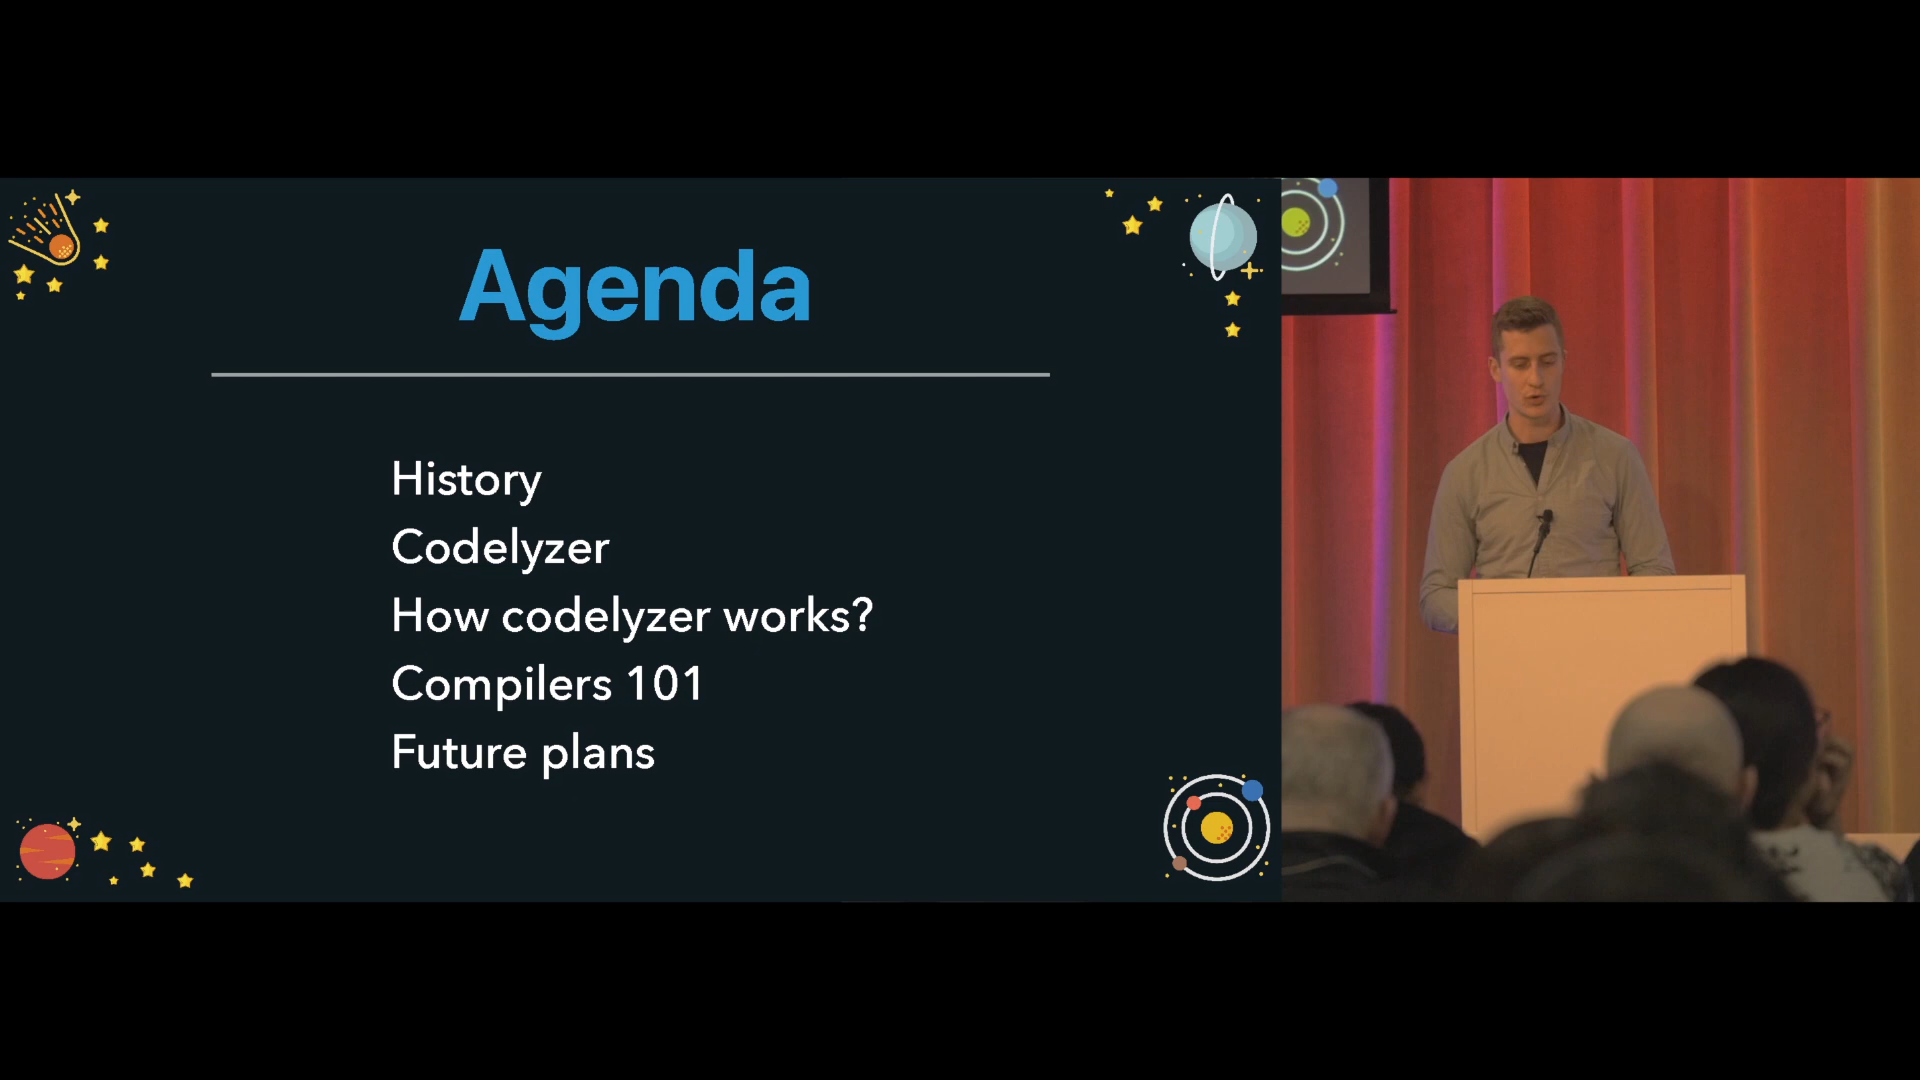 Agenda
History
Codelyzer
How codelyzer works?
Compilers 101
Future plans